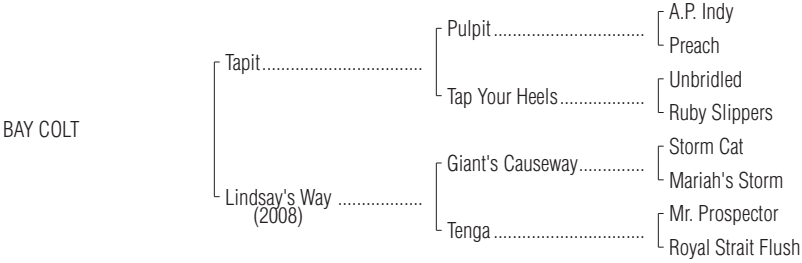 A.P. Indy
Pulpit................................
Preach
Tapit..................................
Unbridled
Tap Your Heels..................
Ruby Slippers
BAY COLT
Storm Cat
Giant's Causeway..............
Mariah's Storm
Lindsay's Way ..................
(2008)
Mr. Prospector
Tenga ................................
Royal Strait Flush